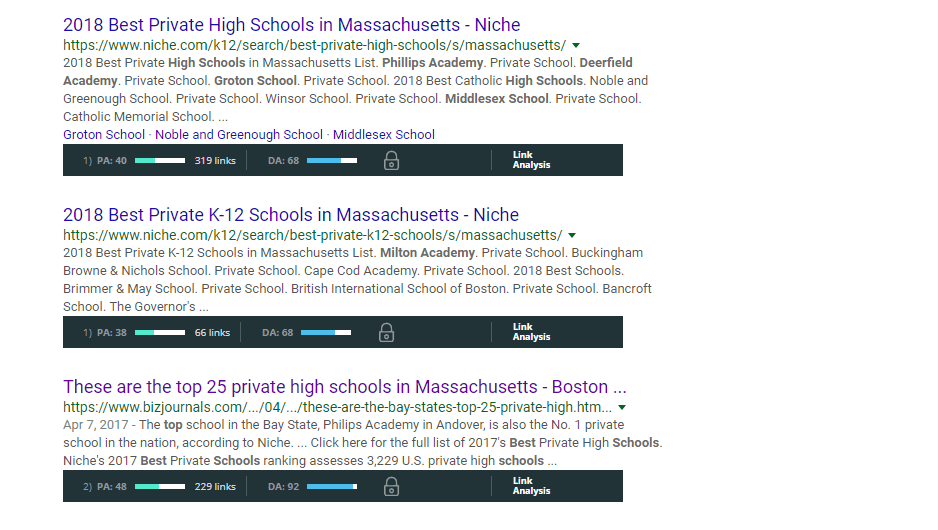 2018 Best Private High Schools in Massachusetts - Niche
https://www.niche.com/k12/search/best-private-high-schools/s/massachusetts/
2018 Best Private High Schools in Massachusetts List. Phillips Academy. Private School. Deerfield
Academy. Private School. Groton School. Private School. 2018 Best Catholic High Schools. Noble and
Greenough School. Private School. Winsor School. Private School. Middlesex School. Private School.
Catholic Memorial School. ...
Groton School · Noble and Greenough School · Middlesex School
1) PA: 40 319 links DA: 68 Link
Analysis
2018 Best Private K-12 Schools in Massachusetts - Niche
https://www.niche.com/k12/search/best-private-k12-schools/s/massachusetts/
2018 Best Private K-12 Schools in Massachusetts List. Milton Academy. Private School. Buckingham
Browne & Nichols School. Private School. Cape Cod Academy. Private School. 2018 Best Schools.
Brimmer & May School. Private School. British International School of Boston. Private School. Bancroft
School. The Governor's ...
1) PA: 38 66 links DA: 68 Link
Analysis
These are the top 25 private high schools in Massachusetts - Boston ...
https://www.bizjournals.com/.../04/.../these-are-the-bay-states-top-25-private-high.htm...
Apr 7, 2017 - The top school in the Bay State, Philips Academy in Andover, is also the No. 1 private
school in the nation, according to Niche. ... Click here for the full list of 2017's Best Private High Schools.
Niche's 2017 Best Private Schools ranking assesses 3,229 U.S. private high schools ...
2) PA: 48 229 links DA: 92 Link
Analysis